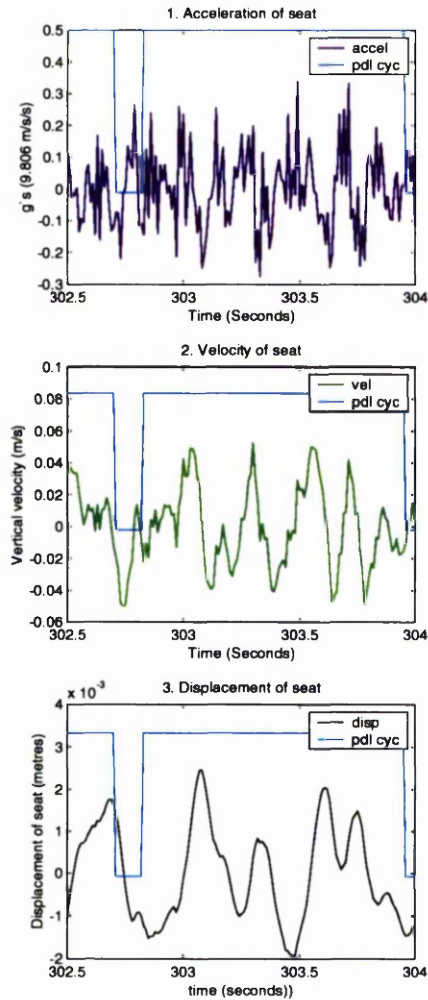 1. Acceleration of seat
accel
pdl cyc
0.5
0.4
0.3
0.2
0.1
0
-0.1
-0.2
-0.3
g´s (9.806 m/s/s)
302.5 303 303.5 304
Time (Seconds)
2. Velocity of seat
vel
pdl cyc
0.1
0.08
0.06
0.04
0.02
0
-0.02
-0.04
-0.06
Vertical velocity (m/s)
302.5 303 303.5 304
Time (Seconds)
x 10⁻³
3. Displacement of seat
disp
pdl cyc
4
3
2
1
0
-1
-2
Displacement of seat (metres)
302.5 303 303.5 304
time (seconds))